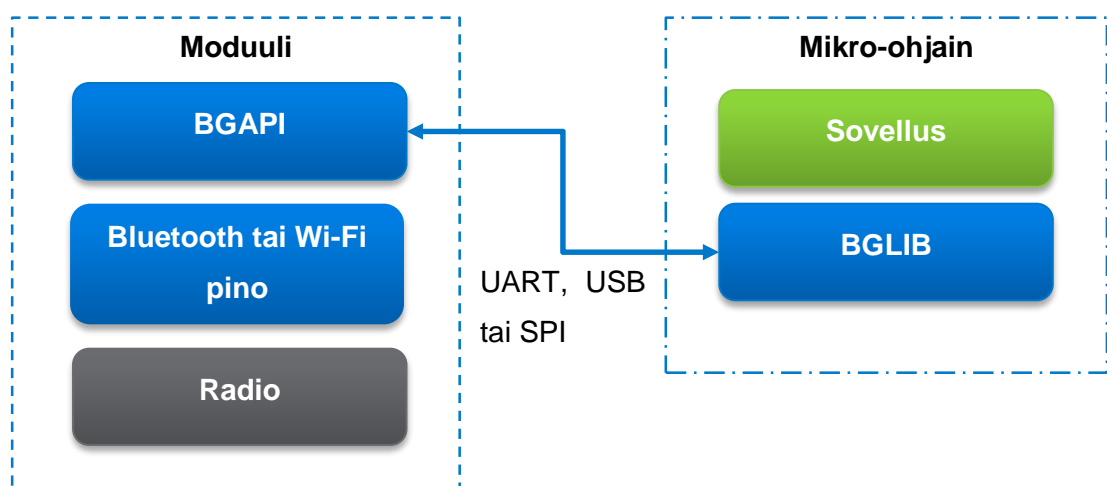 Moduuli
BGAPI
Bluetooth tai Wi-Fi
pino
Radio
UART, USB
tai SPI
Mikro-ohjain
Sovellus
BGLIB